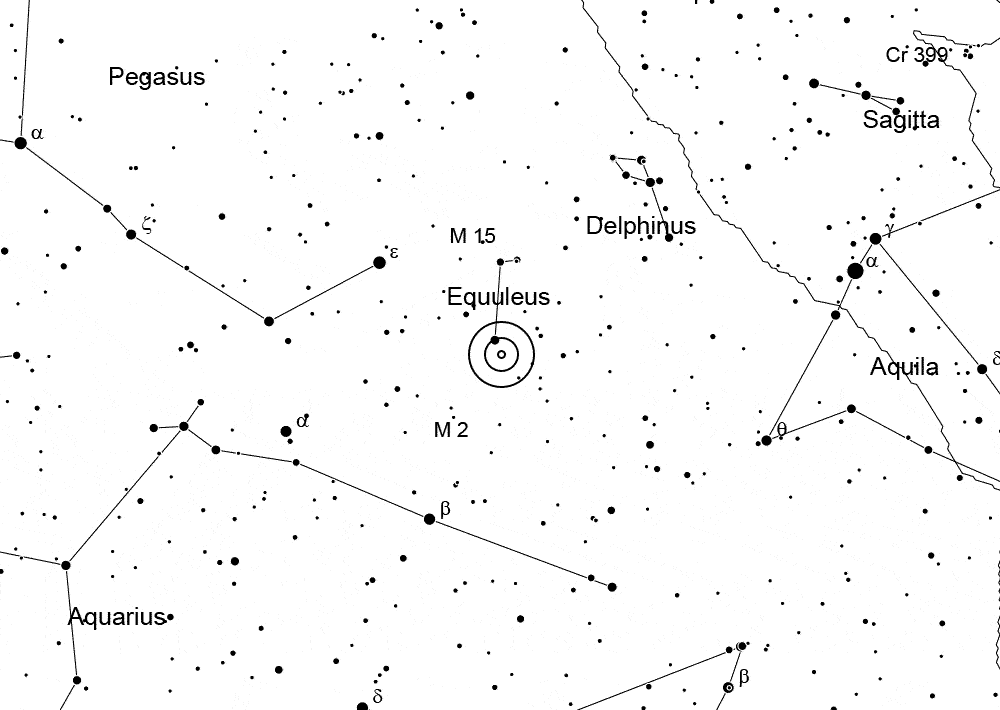 Cr 399
Pegasus
Sagitta
α
ζ
Delphinus
γ
M 15
ε
α
Equuleus
δ
Aquila
α
M 2
θ
β
Aquarius
β
δ